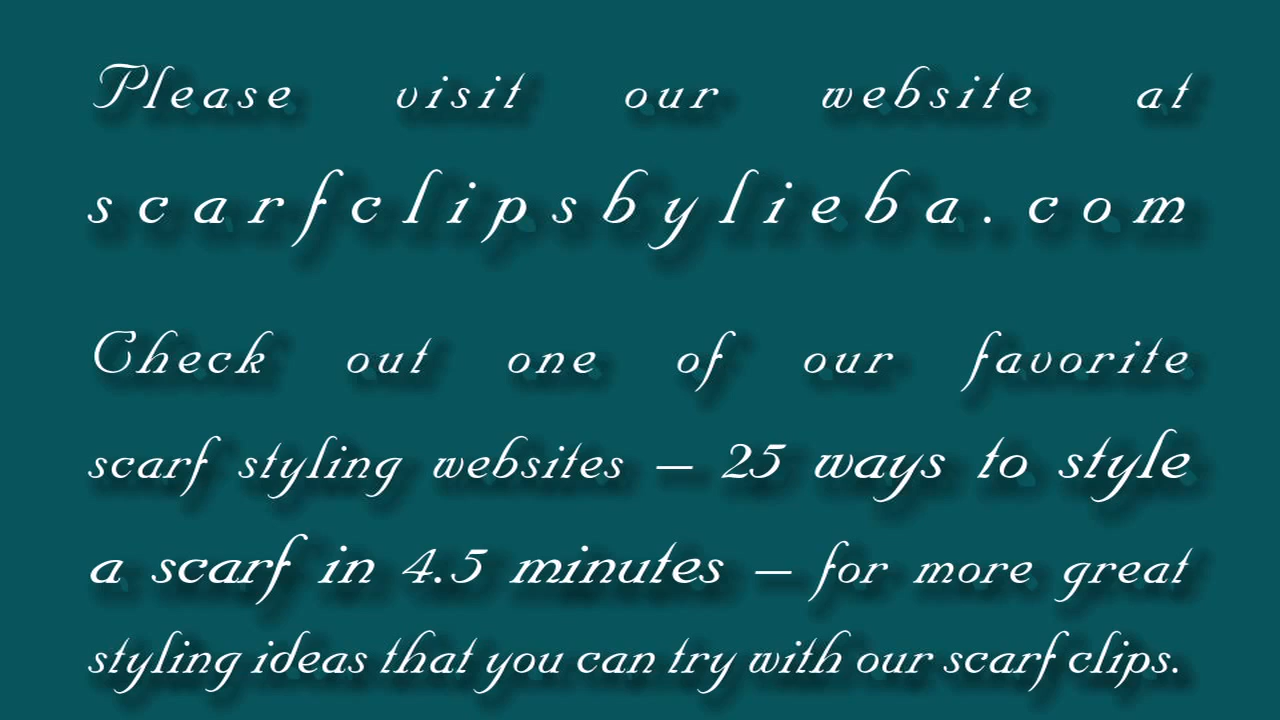 Please visit our website at
scarfclipsbylieba.com
Check out one of our favorite
scarf styling websites – 25 ways to style
a scarf in 4.5 minutes – for more great
styling ideas that you can try with our scarf clips.